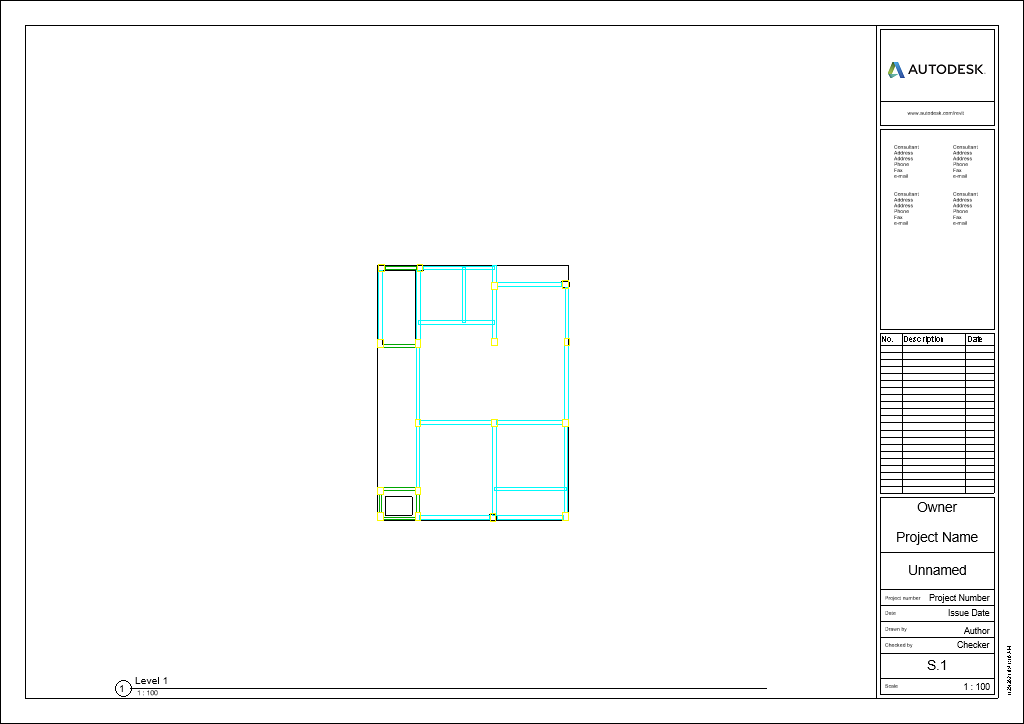 AUTODESK
www.autodesk.com/revit
Consultant
Address
Address
Phone
Fax
e-mail
Consultant
Address
Address
Phone
Fax
e-mail
Consultant
Address
Address
Phone
Fax
e-mail
Consultant
Address
Address
Phone
Fax
e-mail
No. Description Date
Owner
Project Name
Unnamed
Project number Project Number
Date Issue Date
Drawn by Author
Checked by Checker
S.1
Scale 1 : 100
1 Level 1
1 : 100